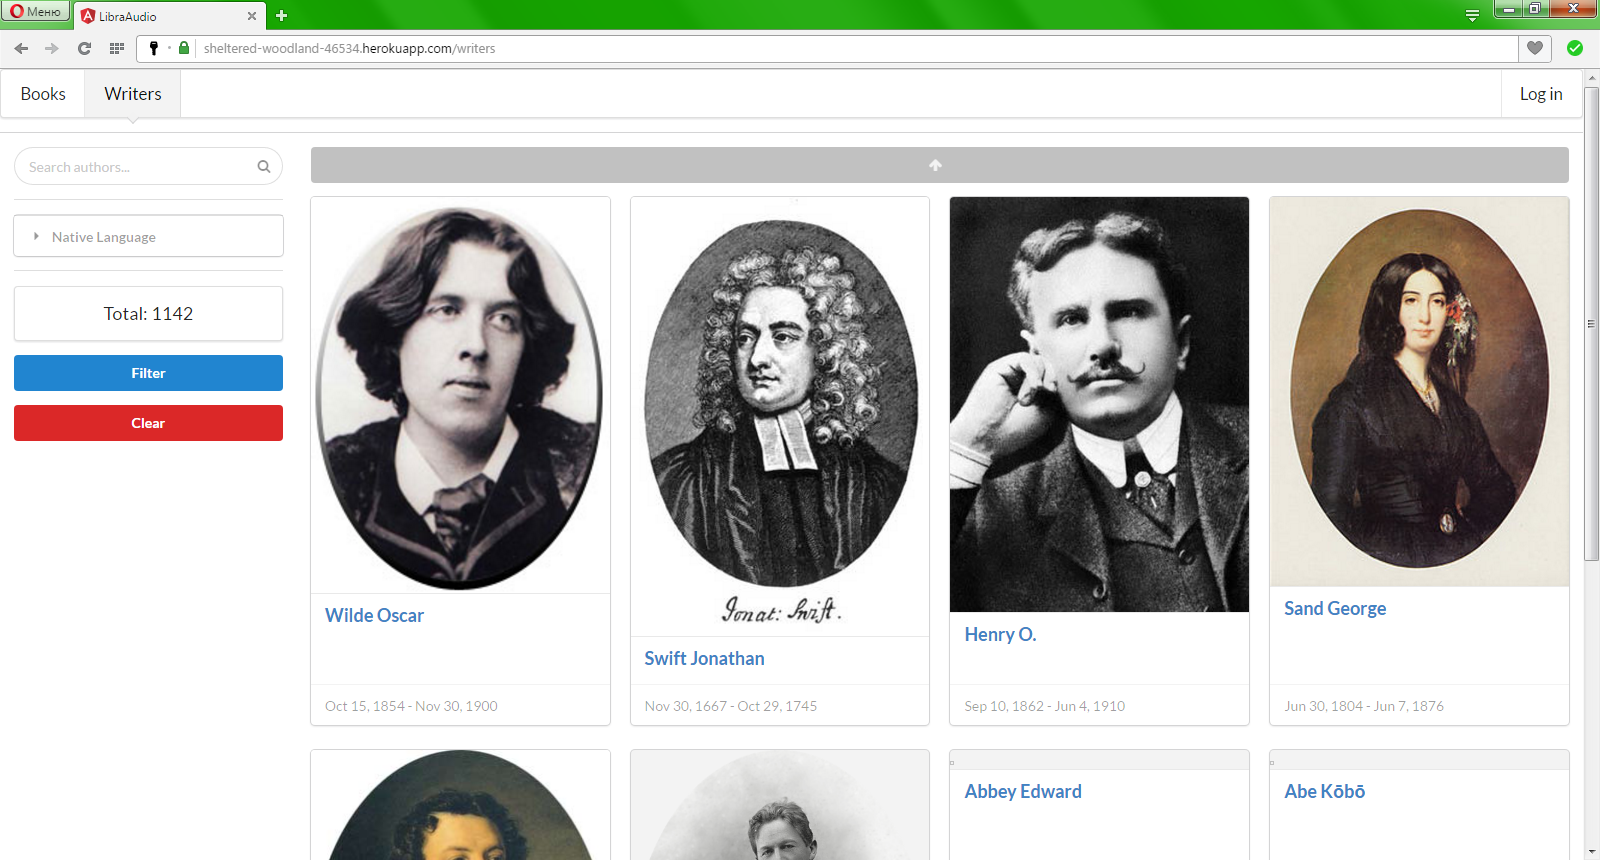 Меню
LibraAudio
sheltered-woodland-46534.herokuapp.com/writers
Books
Writers
Log in
Search authors...
Native Language
Total: 1142
Filter
Clear
Wilde Oscar
Oct 15, 1854 - Nov 30, 1900
Jonat: Swift.
Swift Jonathan
Nov 30, 1667 - Oct 29, 1745
Henry O.
Sep 10, 1862 - Jun 4, 1910
Sand George
Jun 30, 1804 - Jun 7, 1876
Abbey Edward
Abe Kōbō